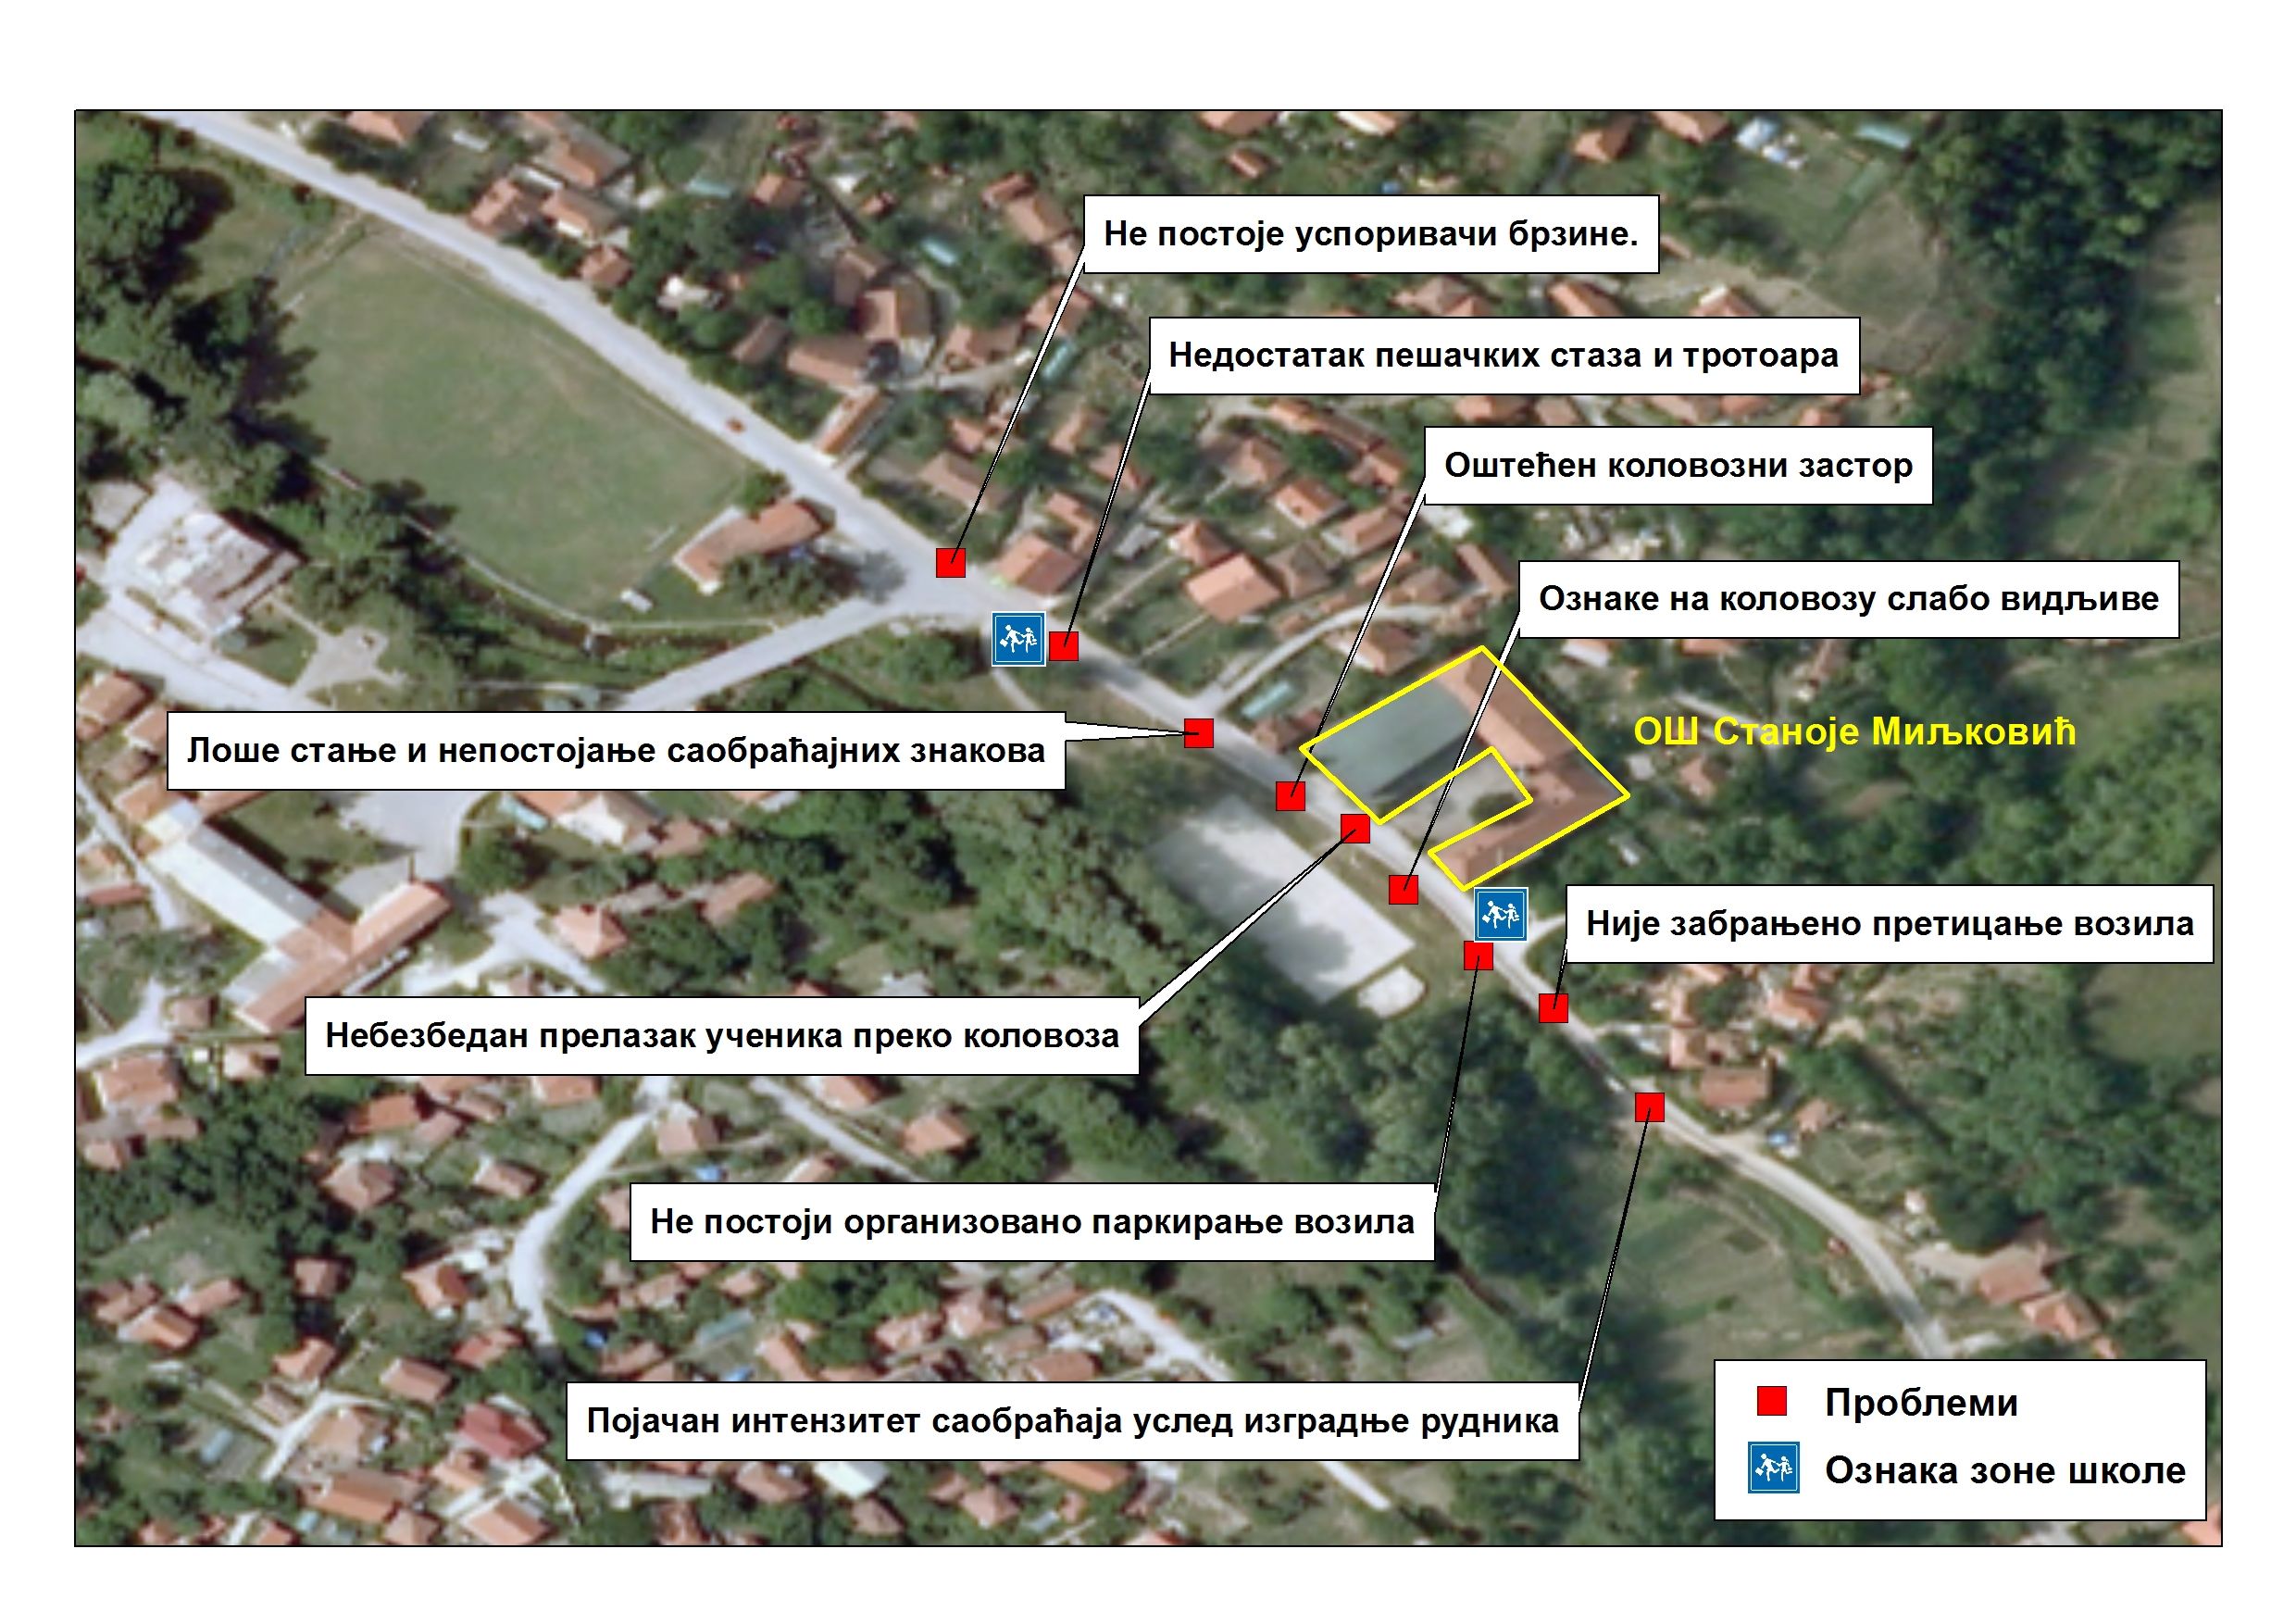 Не постоје успоривачи брзине.
Недостатак пешачких стаза и тротоара
Оштећен коловозни застор
Ознаке на коловозу слабо видљиве
ОШ Станоје Миљковић
Лоше стање и непостојање саобраћајних знакова
Није забрањено претицање возила
Небезбедан прелазак ученика преко коловоза
Не постоји организовано паркирање возила
Појачан интензитет саобраћаја услед изградње рудника
Проблеми
Ознака зоне школе